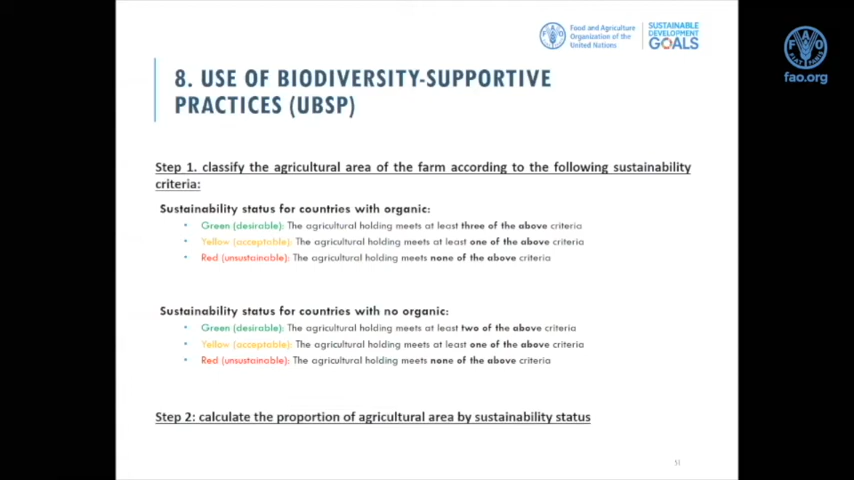 Food and Agriculture
Organization of the
United Nations
SUSTAINABLE
DEVELOPMENT
GOALS
FAO
FIAT PANIS
fao.org
8. USE OF BIODIVERSITY-SUPPORTIVE
PRACTICES (UBSP)
Step 1. classify the agricultural area of the farm according to the following sustainability
criteria:
Sustainability status for countries with organic:
• Green (desirable): The agricultural holding meets at least three of the above criteria
• Yellow (acceptable): The agricultural holding meets at least one of the above criteria
• Red (unsustainable): The agricultural holding meets none of the above criteria
Sustainability status for countries with no organic:
• Green (desirable): The agricultural holding meets at least two of the above criteria
• Yellow (acceptable): The agricultural holding meets at least one of the above criteria
• Red (unsustainable): The agricultural holding meets none of the above criteria
Step 2: calculate the proportion of agricultural area by sustainability status
51